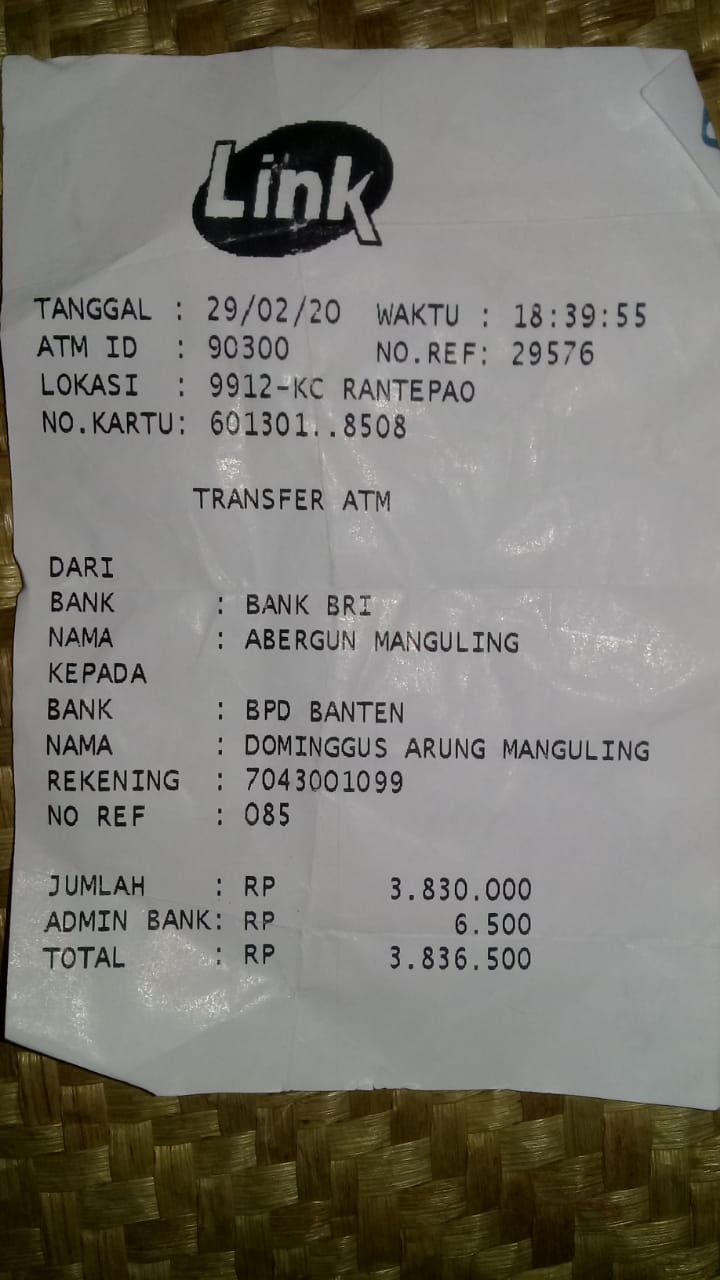 Link
TANGGAL : 29/02/20 WAKTU : 18:39:55
ATM ID : 90300 NO.REF: 29576
LOKASI : 9912-KC RANTEPAO
NO.KARTU: 601301..8508
TRANSFER ATM
DARI
BANK : BANK BRI
NAMA : ABERGUN MANGULING
KEPADA
BANK : BPD BANTEN
NAMA : DOMINGGUS ARUNG MANGULING
REKENING : 7043001099
NO REF : 085
JUMLAH : RP 3.830.000
ADMIN BANK: RP 6.500
TOTAL : RP 3.836.500